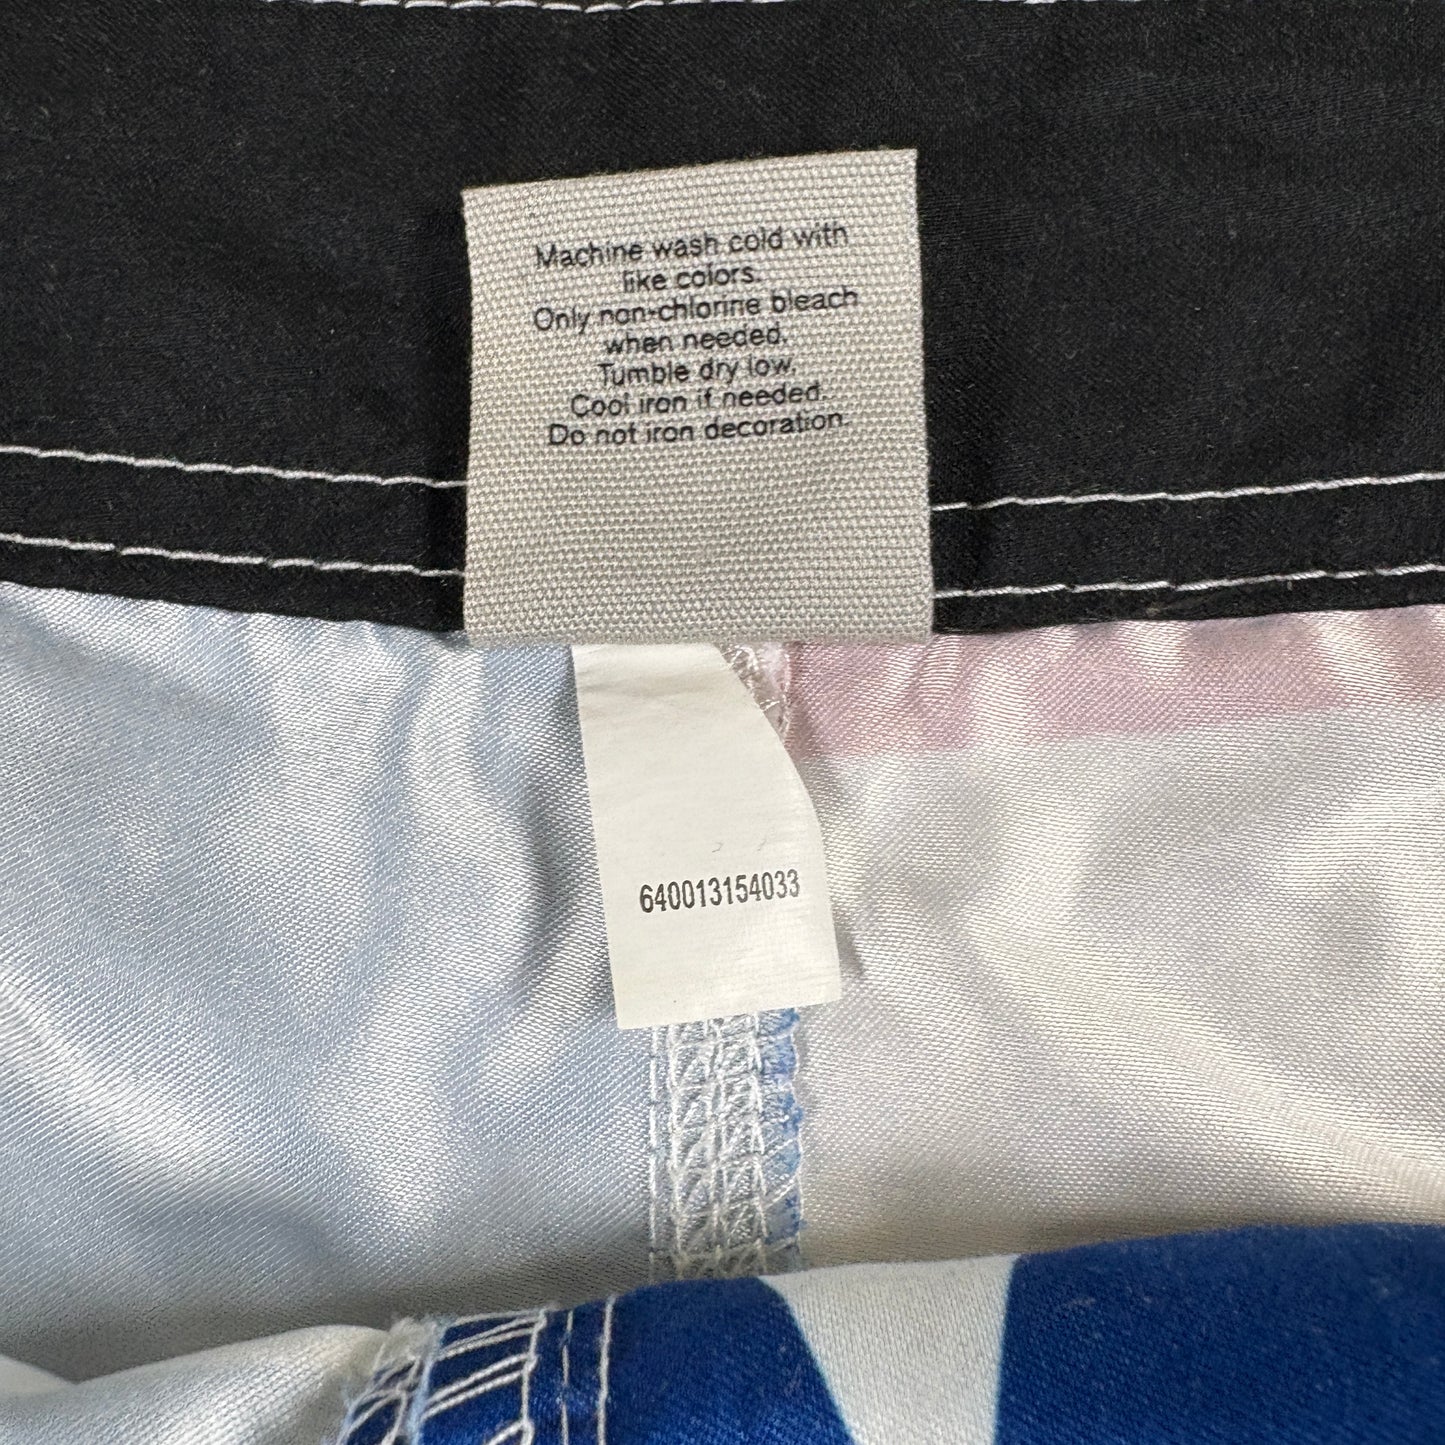 Machine wash cold with
like colors.
Only non-chlorine bleach
when needed.
Tumble dry low.
Cool iron if needed.
Do not iron decoration.
640013154033